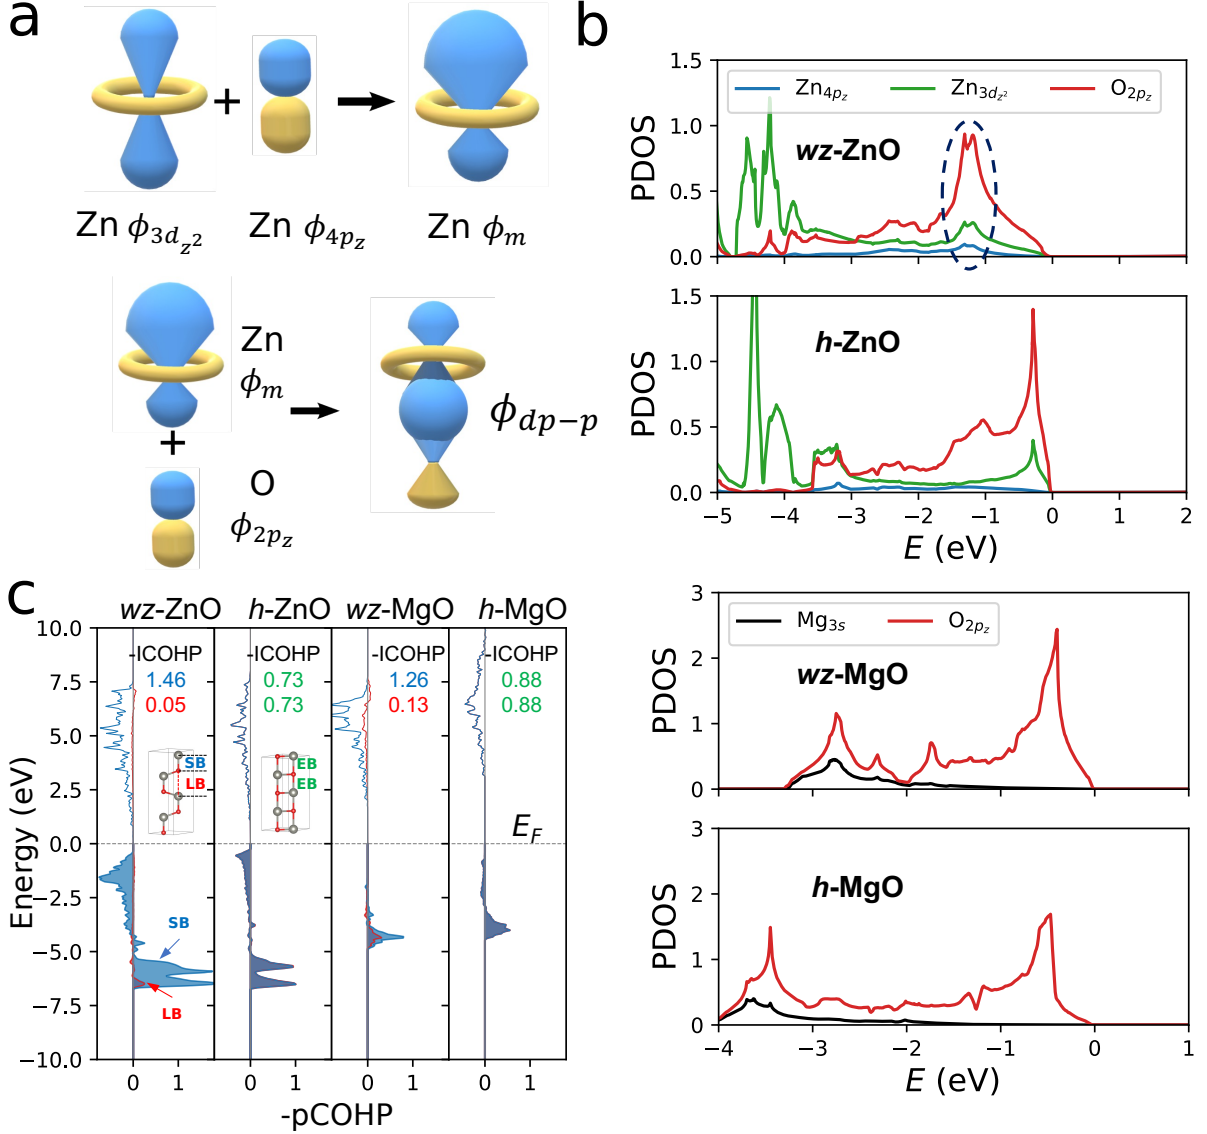 a
Zn ϕ3dz² Zn ϕ4pz Zn ϕm
+
Zn
ϕm
+
O
ϕ2pz
ϕdp−p
b
1.5
1.0
0.5
0.0
PDOS
Zn4pz Zn3dz² O2pz
wz-ZnO
1.5
1.0
0.5
0.0
PDOS
h-ZnO
−5 −4 −3 −2 −1 0 1 2
E (eV)
3
2
1
0
PDOS
Mg3s O2pz
wz-MgO
3
2
1
0
PDOS
h-MgO
−4 −3 −2 −1 0 1
E (eV)
c
wz-ZnO h-ZnO wz-MgO h-MgO
10.0
7.5
5.0
2.5
0.0
−2.5
−5.0
−7.5
−10.0
Energy (eV)
-ICOHP -ICOHP -ICOHP -ICOHP
1.46 0.73 1.26 0.88
0.05 0.73 0.13 0.88
SB
LB
EB
EB
EF
SB
LB
0 1 0 1 0 1 0 1
-pCOHP